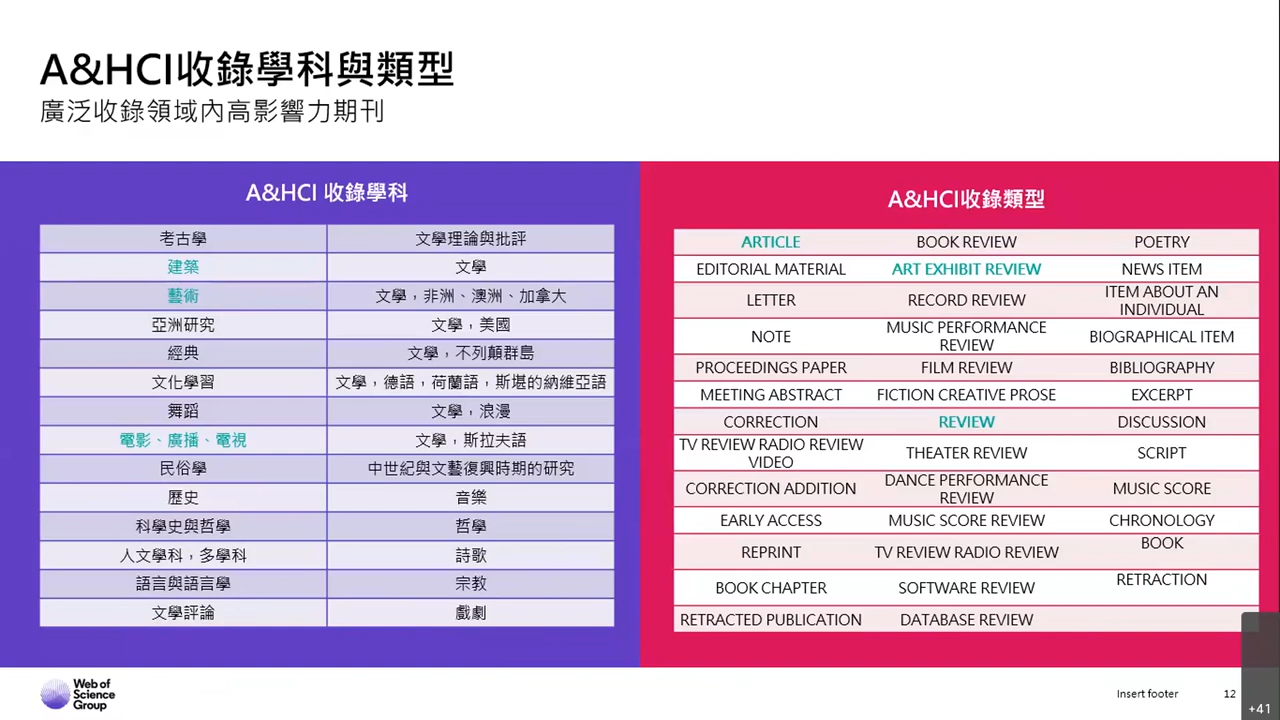 A&HCI收錄學科與類型
廣泛收錄領域內高影響力期刊
A&HCI 收錄學科
考古學 文學理論與批評
建築 文學
藝術 文學，非洲、澳洲、加拿大
亞洲研究 文學，美國
經典 文學，不列顛群島
文化學習 文學，德語，荷蘭語，斯堪的納維亞語
舞蹈 文學，浪漫
電影、廣播、電視 文學，斯拉夫語
民俗學 中世紀與文藝復興時期的研究
歷史 音樂
科學史與哲學 哲學
人文學科，多學科 詩歌
語言與語言學 宗教
文學評論 戲劇
A&HCI收錄類型
ARTICLE BOOK REVIEW POETRY
EDITORIAL MATERIAL ART EXHIBIT REVIEW NEWS ITEM
LETTER RECORD REVIEW ITEM ABOUT AN
INDIVIDUAL
NOTE MUSIC PERFORMANCE
REVIEW BIOGRAPHICAL ITEM
PROCEEDINGS PAPER FILM REVIEW BIBLIOGRAPHY
MEETING ABSTRACT FICTION CREATIVE PROSE EXCERPT
CORRECTION REVIEW DISCUSSION
TV REVIEW RADIO REVIEW
VIDEO THEATER REVIEW SCRIPT
CORRECTION ADDITION DANCE PERFORMANCE
REVIEW MUSIC SCORE
EARLY ACCESS MUSIC SCORE REVIEW CHRONOLOGY
REPRINT TV REVIEW RADIO REVIEW BOOK
BOOK CHAPTER SOFTWARE REVIEW RETRACTION
RETRACTED PUBLICATION DATABASE REVIEW
Web of
Science
Group
Insert footer 12
+41